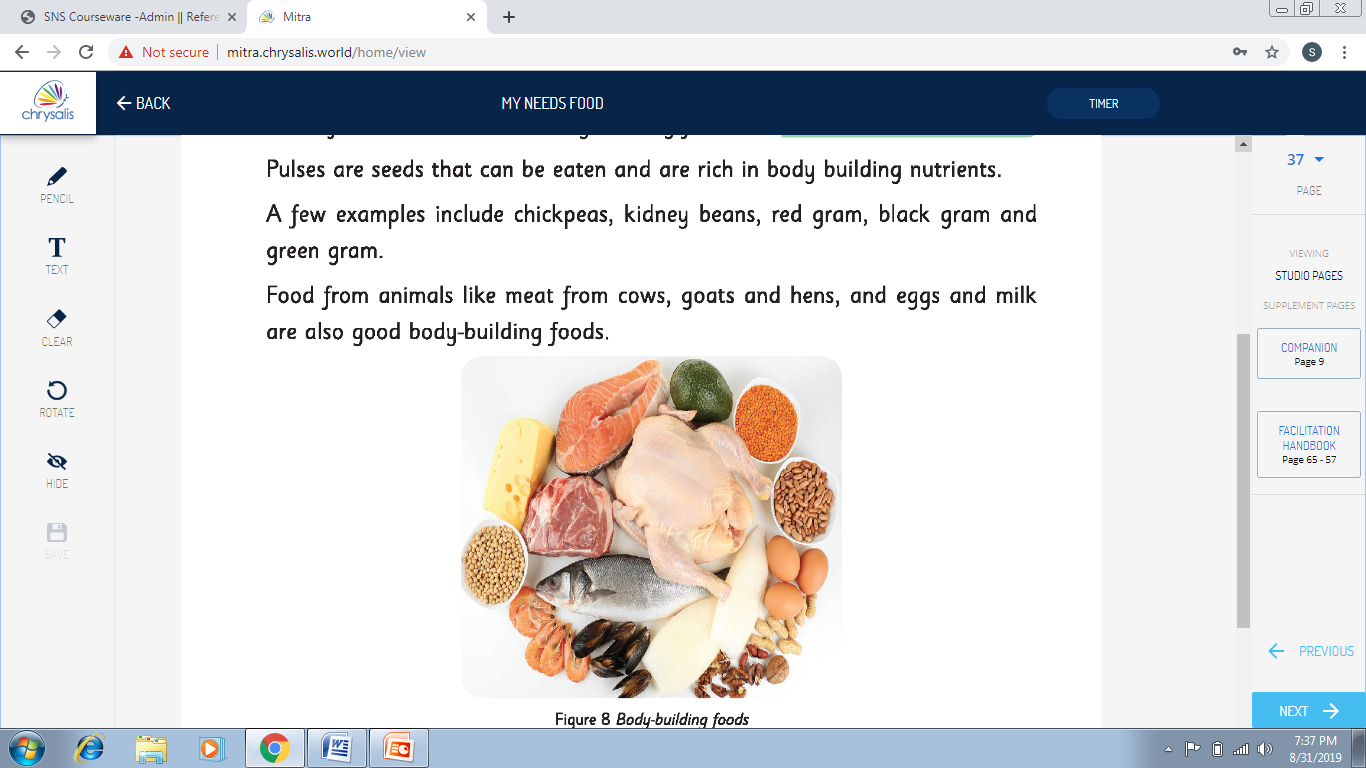 SNS Courseware -Admin || Refere
Mitra
Not secure
mitra.chrysalis.world/home/view
S
chrysalis
BACK
MY NEEDS FOOD
TIMER
PENCIL
T
TEXT
CLEAR
ROTATE
HIDE
SAVE
Pulses are seeds that can be eaten and are rich in body building nutrients.
A few examples include chickpeas, kidney beans, red gram, black gram and
green gram.
Food from animals like meat from cows, goats and hens, and eggs and milk
are also good body-building foods.
Figure 8 Body-building foods
37
PAGE
VIEWING
STUDIO PAGES
SUPPLEMENT PAGES
COMPANION
Page 9
FACILITATION
HANDBOOK
Page 65 - 57
PREVIOUS
NEXT
7:37 PM
8/31/2019